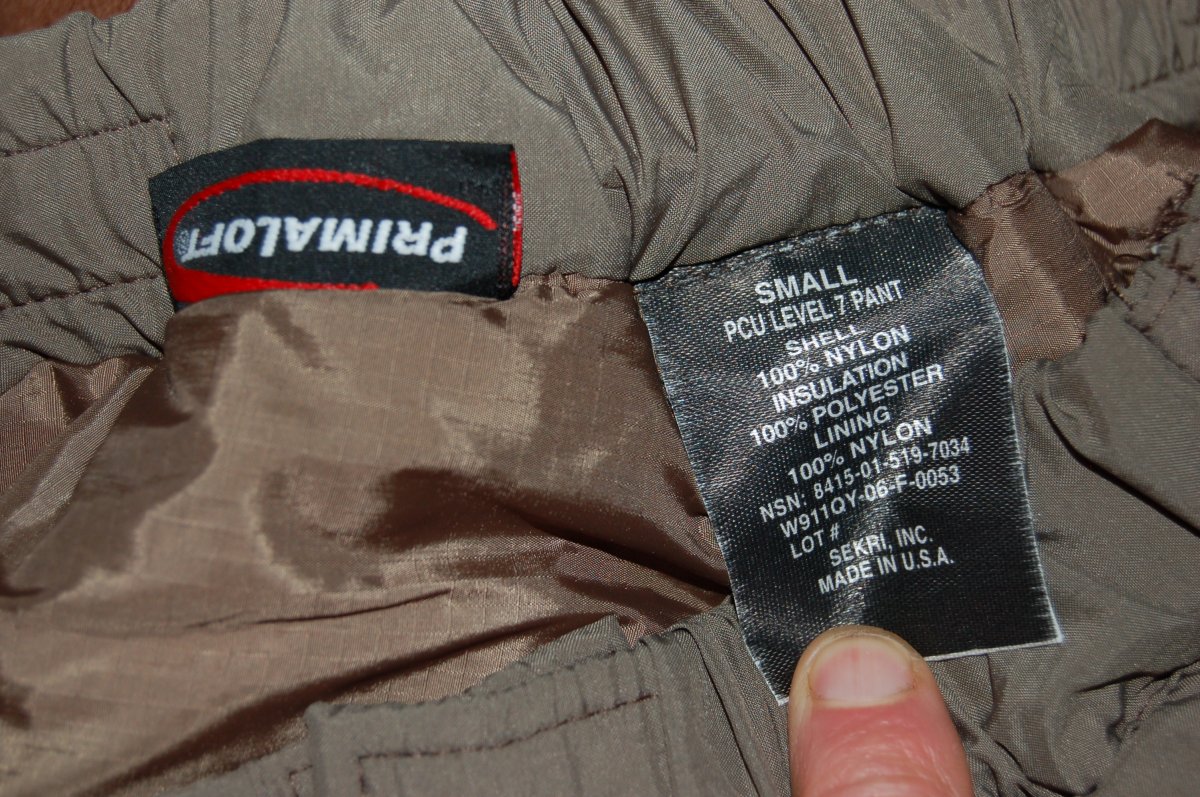 PRIMALOFT
SMALL
PCU LEVEL 7 PANT
SHELL
100% NYLON
INSULATION
100% POLYESTER
LINING
100% NYLON
NSN: 8415-01-519-7034
W911QY-06-F-0053
LOT #
SEKRI, INC.
MADE IN U.S.A.